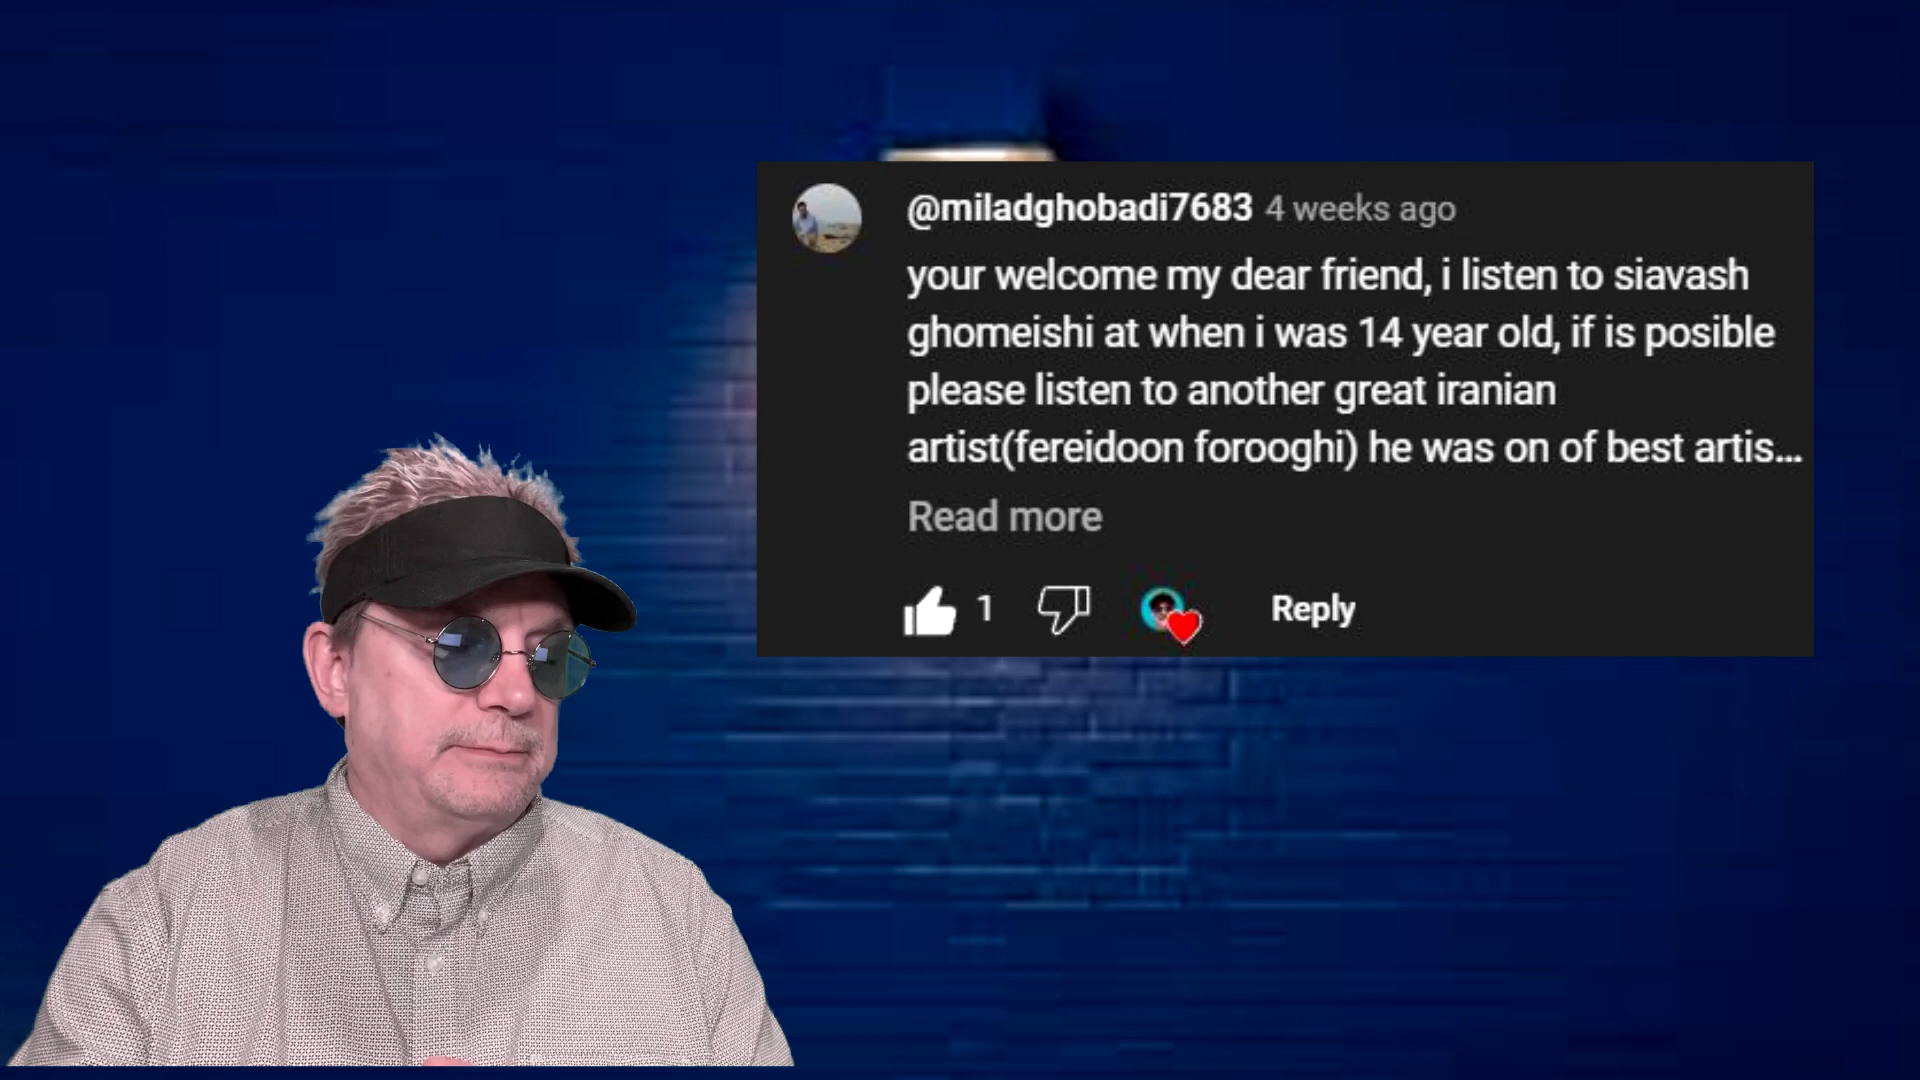 @miladghobadi7683 4 weeks ago
your welcome my dear friend, i listen to siavash
ghomeishi at when i was 14 year old, if is posible
please listen to another great iranian
artist(fereidoon forooghi) he was on of best artis...
Read more
1 Reply